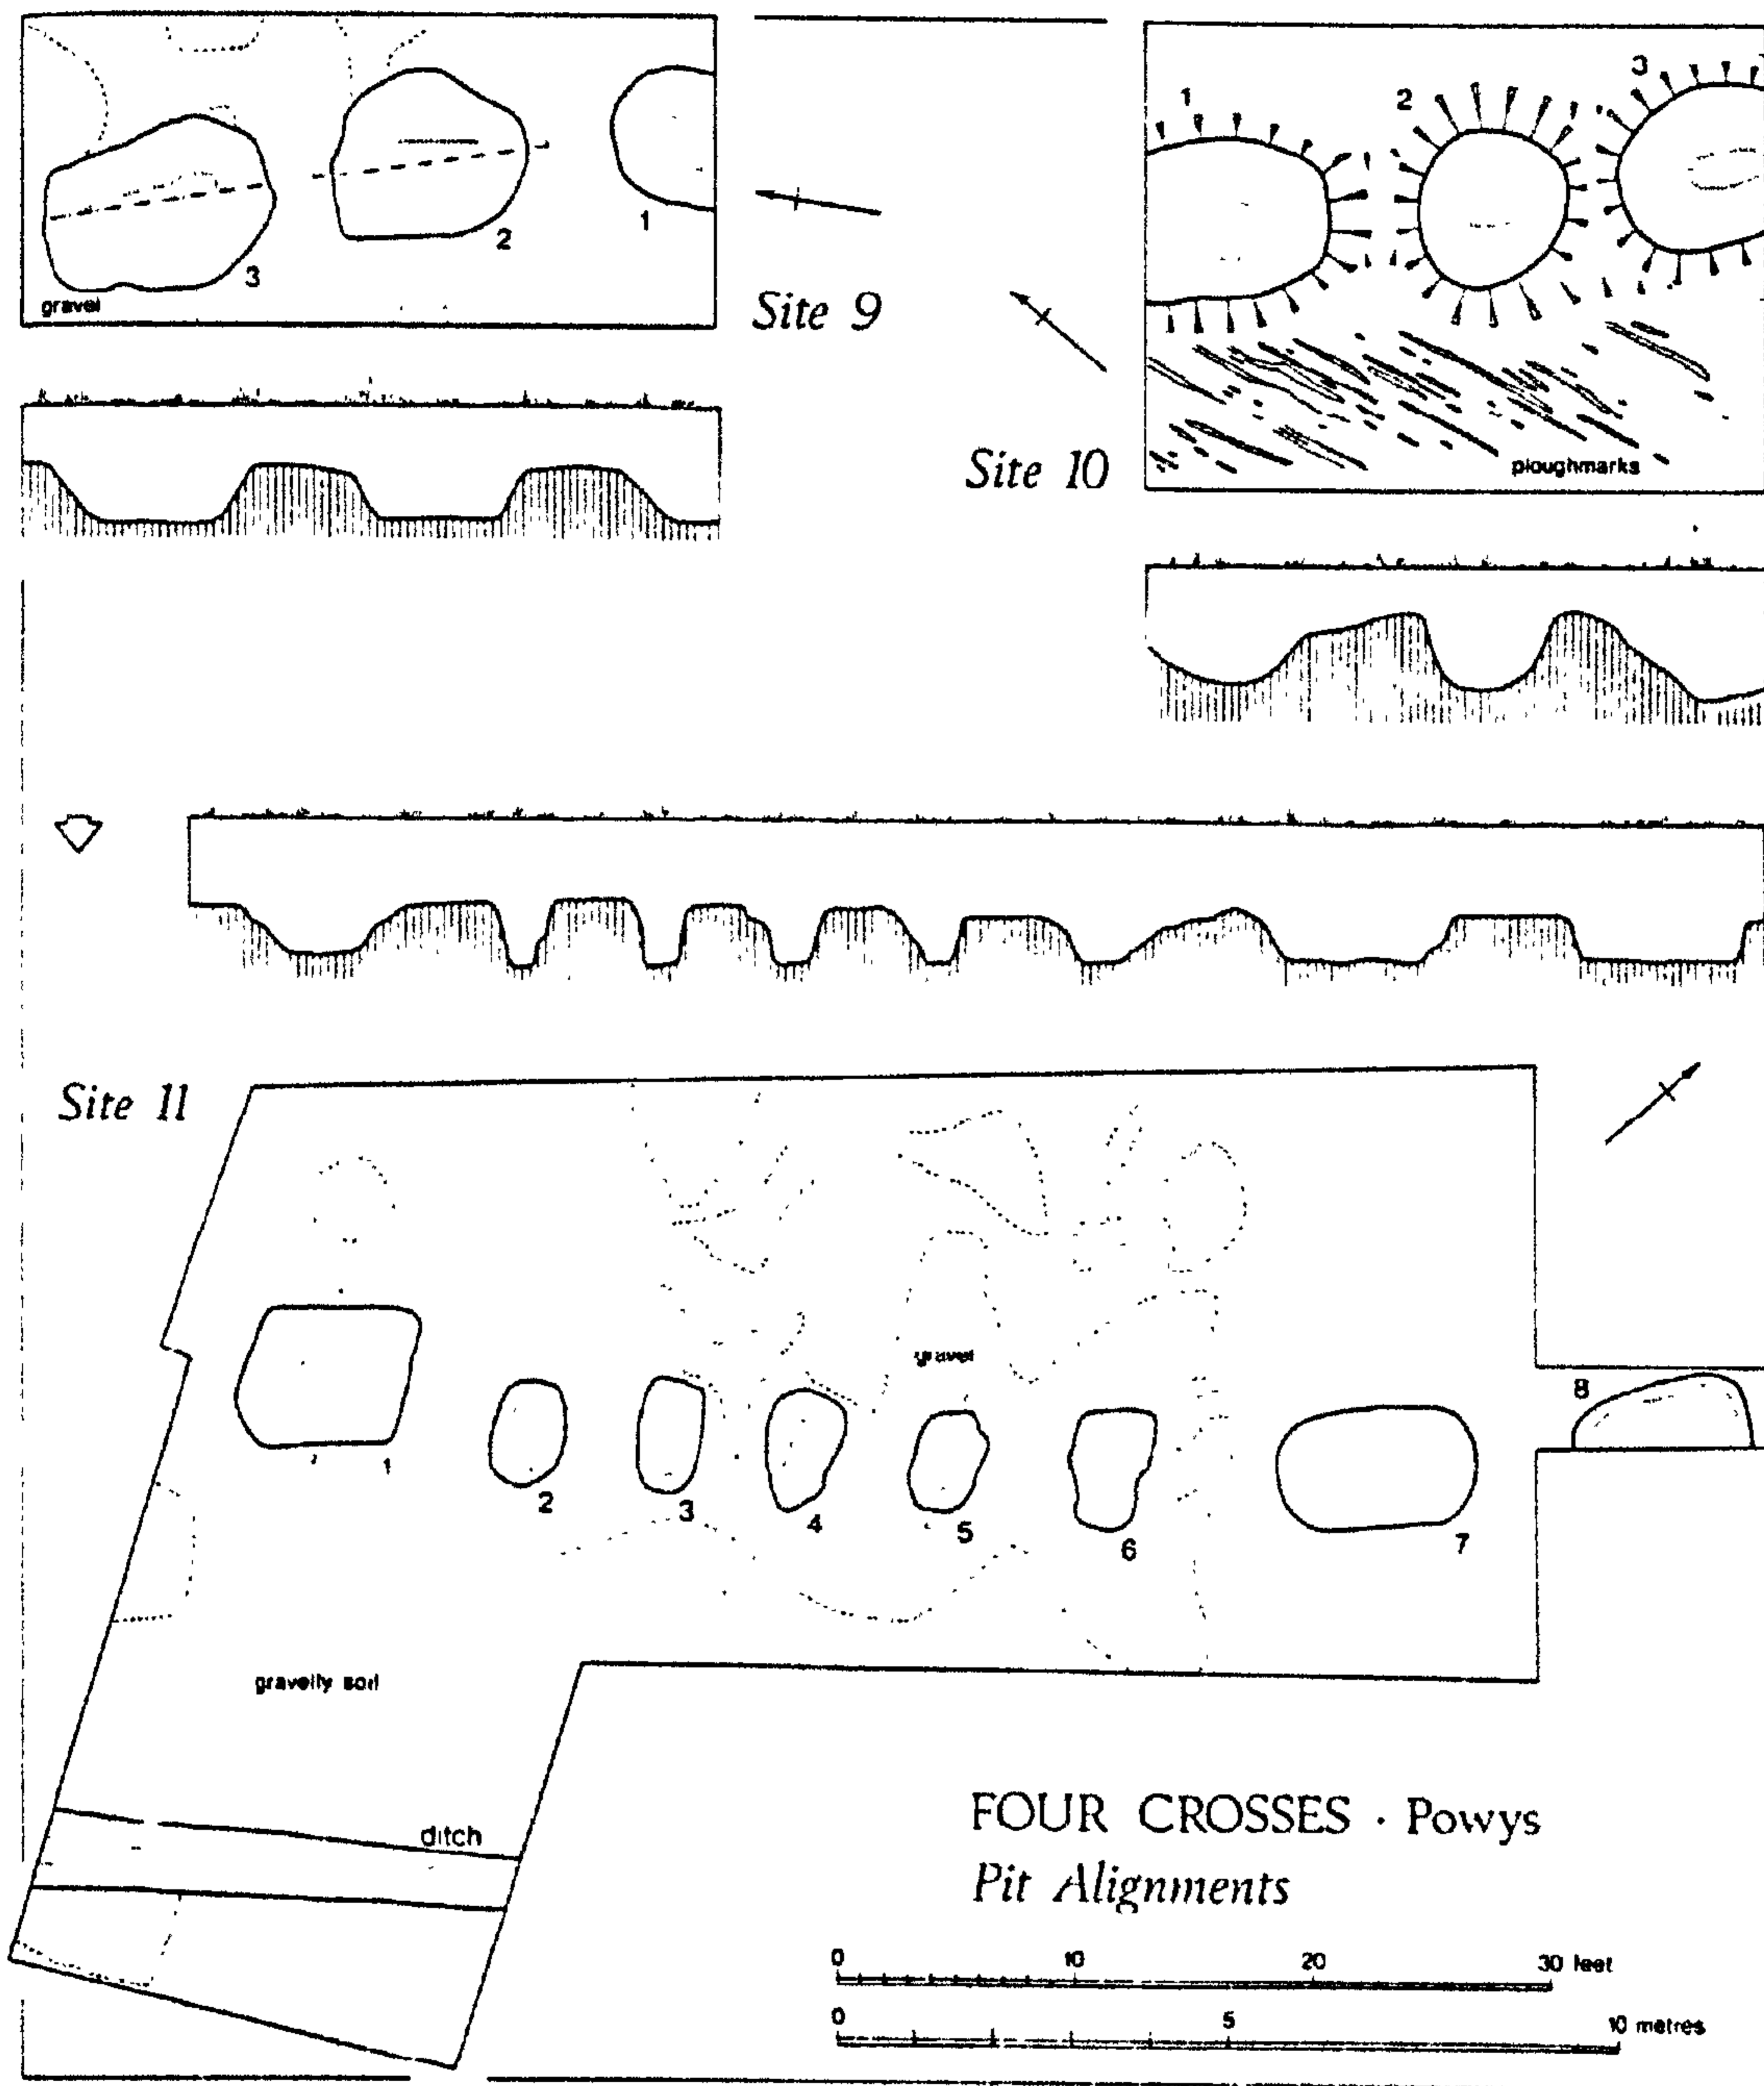 3
2
1
gravel
Site 9
1
2
3
ploughmarks
Site 10
Site 11
gravel
1
2
3
4
5
6
7
8
gravelly soil
ditch
FOUR CROSSES · Powys
Pit Alignments
0 10 20 30 feet
0 5 10 metres